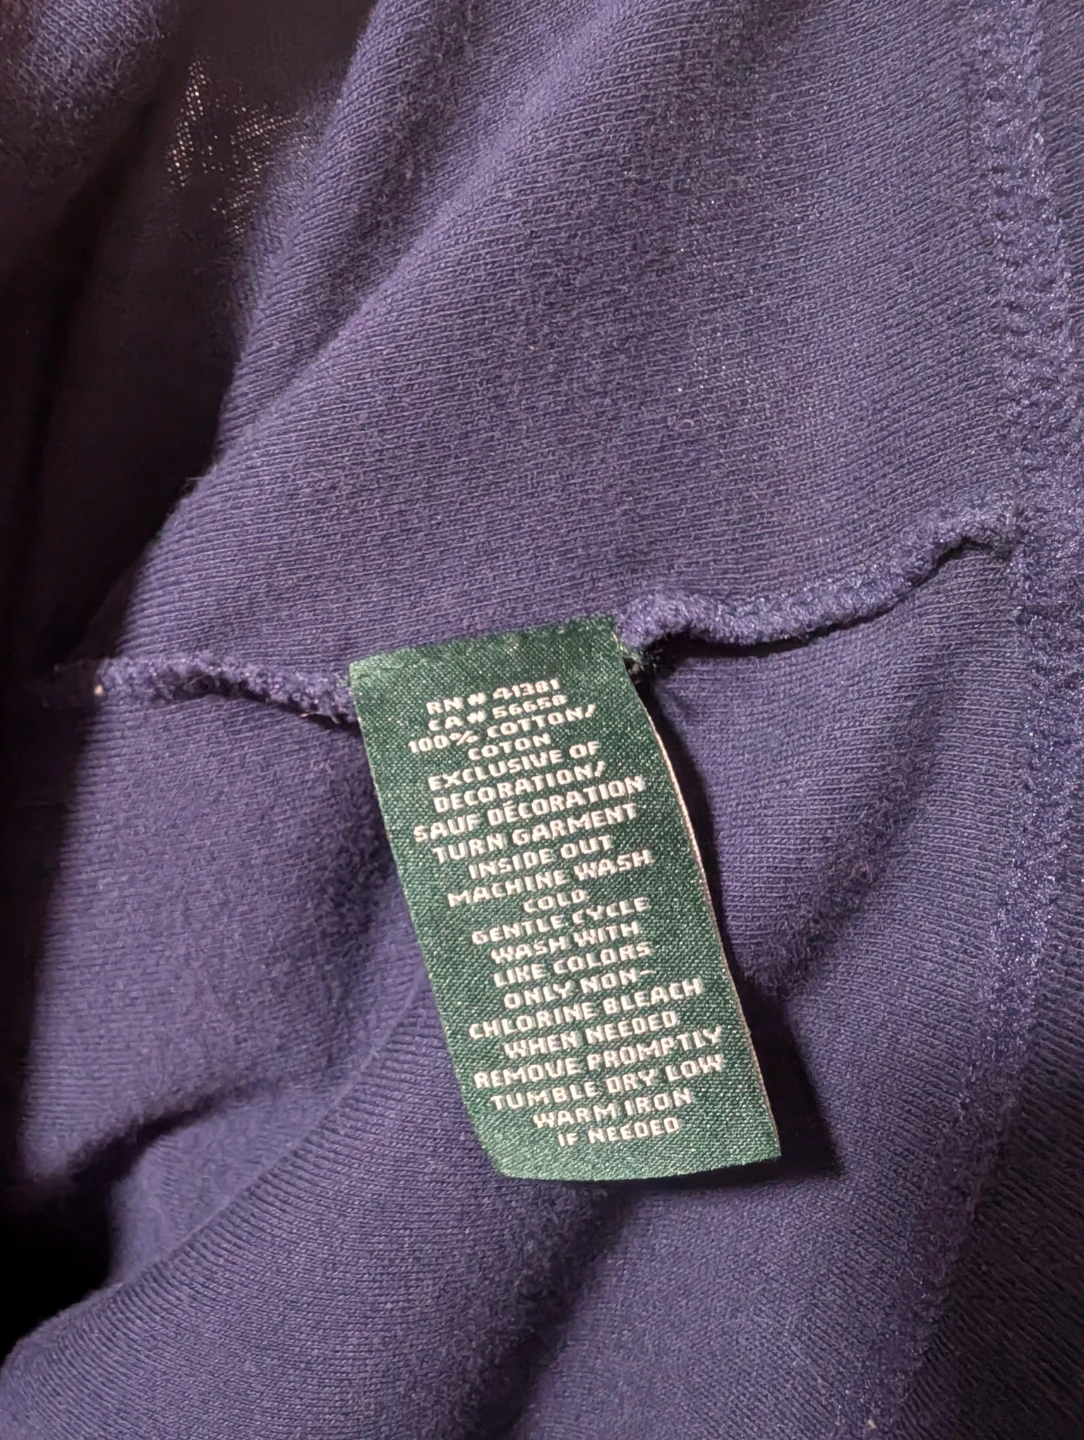 RN # 41381
CA # 56650
100% COTTON/
COTON
EXCLUSIVE OF
DECORATION/
SAUF DÉCORATION
TURN GARMENT
INSIDE OUT
MACHINE WASH
COLD
GENTLE CYCLE
WASH WITH
LIKE COLORS
ONLY NON-
CHLORINE BLEACH
WHEN NEEDED
REMOVE PROMPTLY
TUMBLE DRY LOW
WARM IRON
IF NEEDED